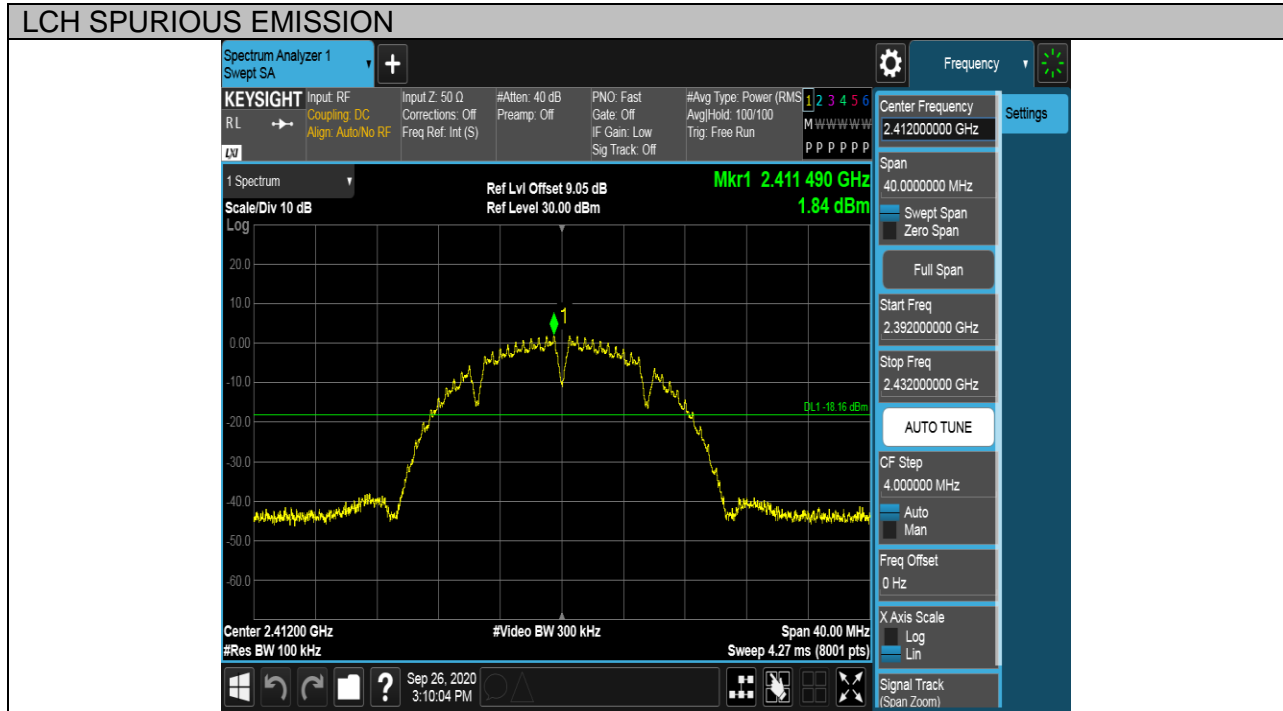 LCH SPURIOUS EMISSION
Spectrum Analyzer 1
Swept SA
Frequency
KEYSIGHT Input: RF Input Z: 50 Ω #Atten: 40 dB PNO: Fast #Avg Type: Power (RMS 1 2 3 4 5 6
RL Coupling: DC Corrections: Off Preamp: Off Gate: Off Avg|Hold: 100/100 M W W W W W
Align: Auto/No RF Freq Ref: Int (S) IF Gain: Low Trig: Free Run
LXI Sig Track: Off P P P P P P
1 Spectrum Ref Lvl Offset 9.05 dB Mkr1 2.411 490 GHz
Scale/Div 10 dB Ref Level 30.00 dBm 1.84 dBm
Log
20.0
10.0
1
0.00
-10.0
DL1 -18.16 dBm
-20.0
-30.0
-40.0
-50.0
-60.0
Center 2.41200 GHz #Video BW 300 kHz Span 40.00 MHz
#Res BW 100 kHz Sweep 4.27 ms (8001 pts)
? Sep 26, 2020
3:10:04 PM
Center Frequency
2.412000000 GHz
Settings
Span
40.0000000 MHz
Swept Span
Zero Span
Full Span
Start Freq
2.392000000 GHz
Stop Freq
2.432000000 GHz
AUTO TUNE
CF Step
4.000000 MHz
Auto
Man
Freq Offset
0 Hz
X Axis Scale
Log
Lin
Signal Track
(Span Zoom)